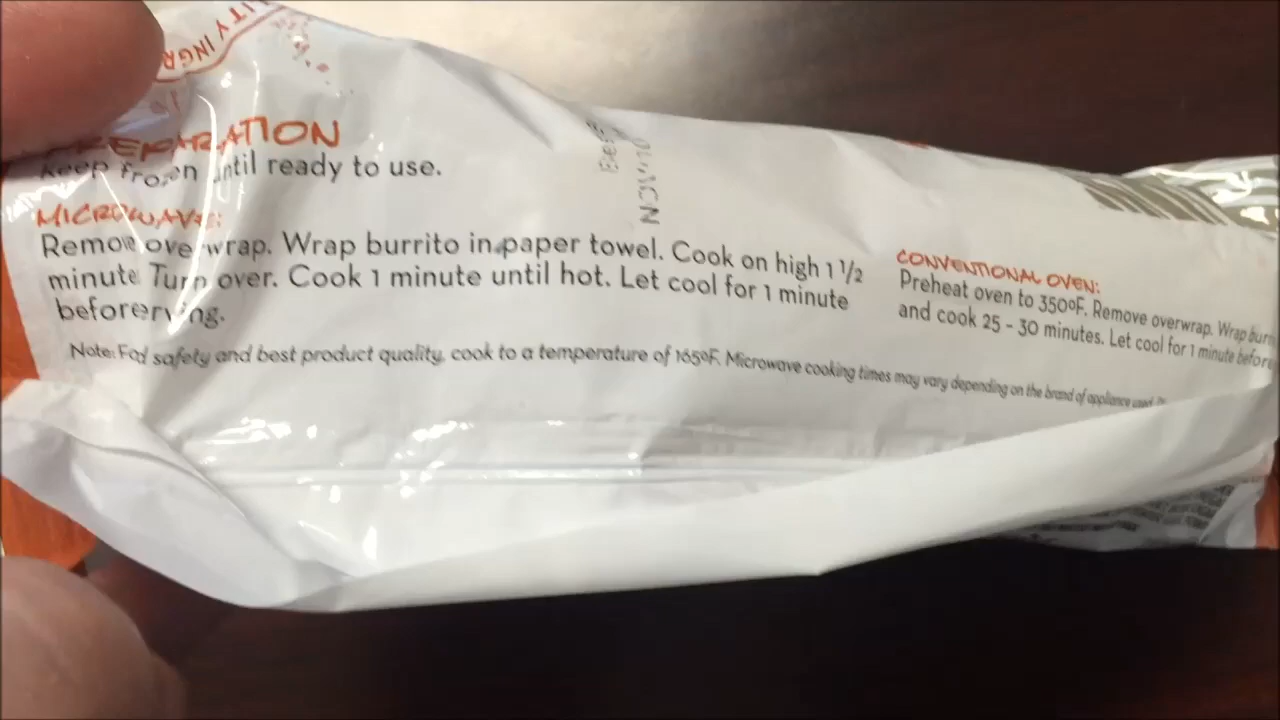 PREPARATION
Keep frozen until ready to use.
MICROWAVE:
Remove overwrap. Wrap burrito in paper towel. Cook on high 1 1/2
minute. Turn over. Cook 1 minute until hot. Let cool for 1 minute
before serving.
Note: Food safety and best product quality, cook to a temperature of 165ºF. Microwave cooking times may vary depending on the brand of appliance used.
CONVENTIONAL OVEN:
Preheat oven to 350ºF. Remove overwrap. Wrap
and cook 25 - 30 minutes. Let cool for 1 minute before